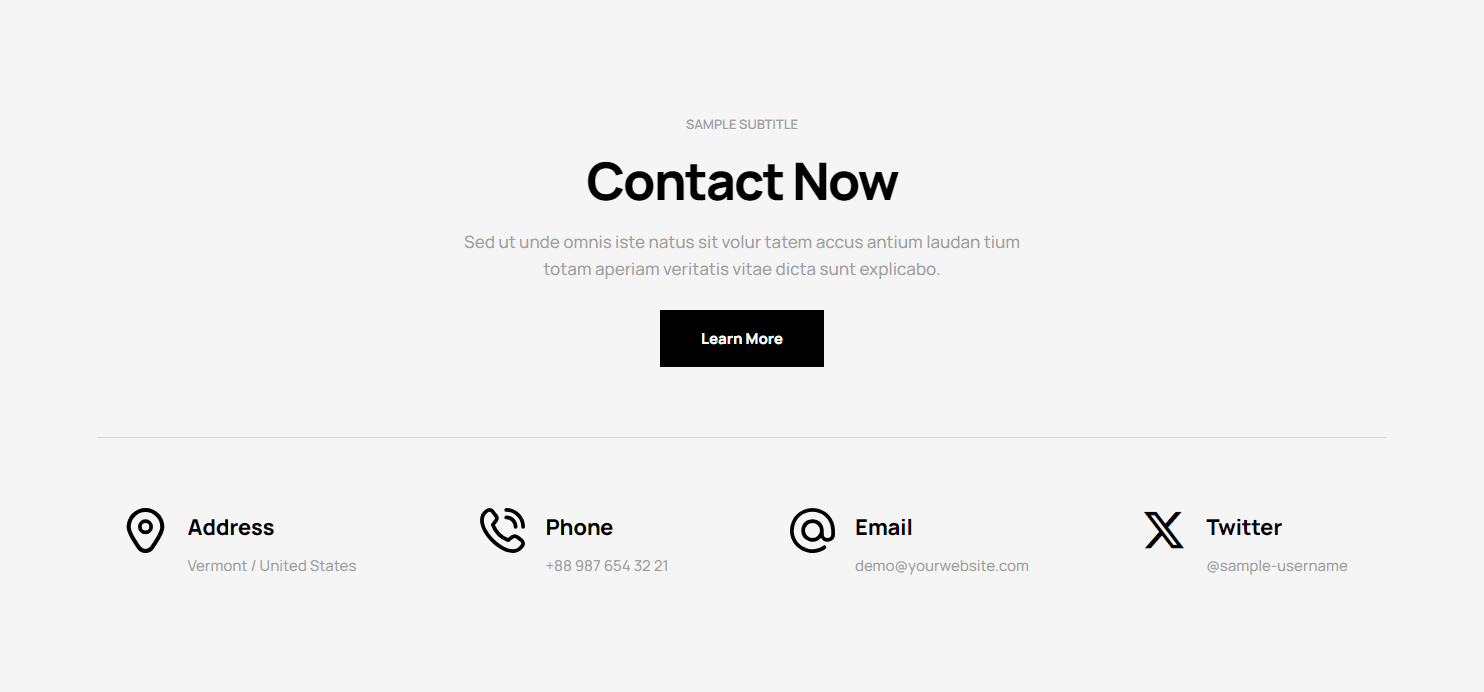 SAMPLE SUBTITLE
Contact Now
Sed ut unde omnis iste natus sit volur tatem accus antium laudan tium
totam aperiam veritatis vitae dicta sunt explicabo.
Learn More
Address
Vermont / United States
Phone
+88 987 654 32 21
Email
demo@yourwebsite.com
Twitter
@sample-username